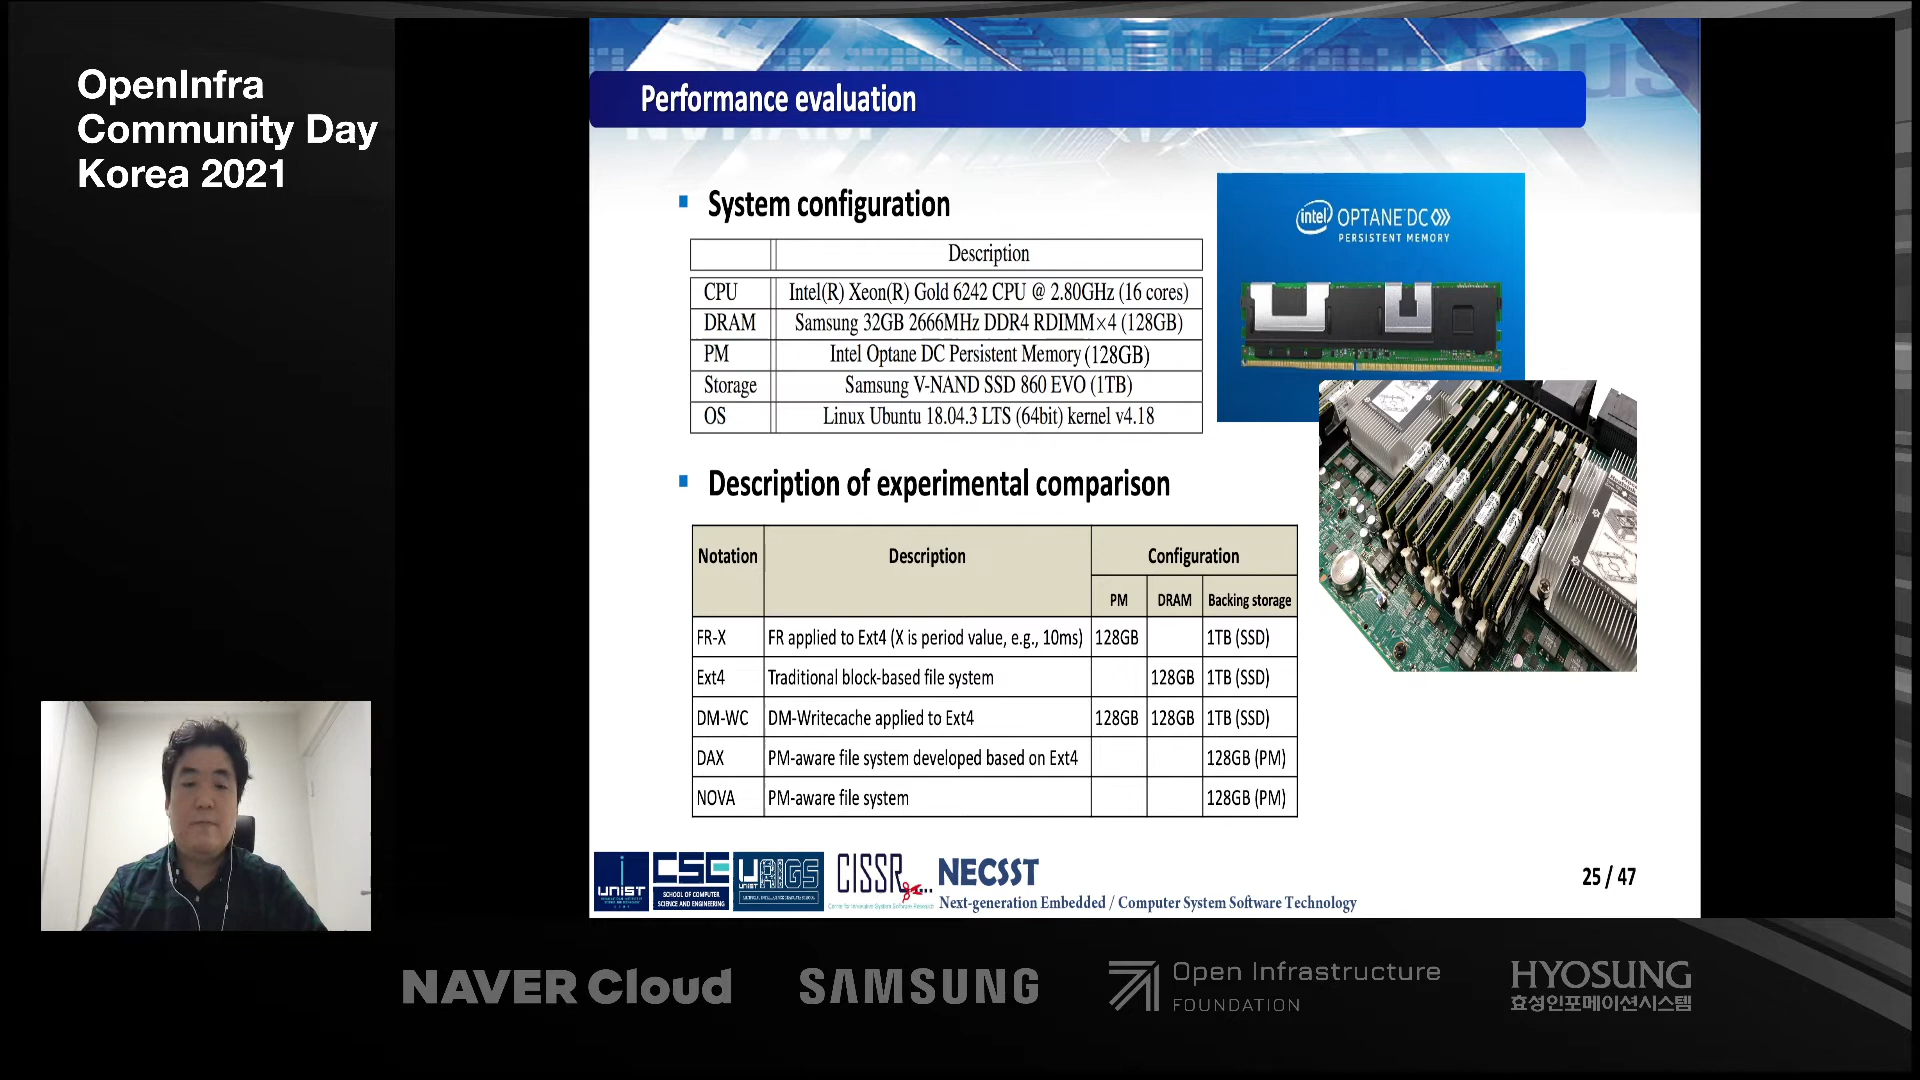 OpenInfra
Community Day
Korea 2021
Performance evaluation
System configuration
Description
CPU Intel(R) Xeon(R) Gold 6242 CPU @ 2.80GHz (16 cores)
DRAM Samsung 32GB 2666MHz DDR4 RDIMM×4 (128GB)
PM Intel Optane DC Persistent Memory (128GB)
Storage Samsung V-NAND SSD 860 EVO (1TB)
OS Linux Ubuntu 18.04.3 LTS (64bit) kernel v4.18
intel OPTANE DC
PERSISTENT MEMORY
Description of experimental comparison
Notation Description Configuration
PM DRAM Backing storage
FR-X FR applied to Ext4 (X is period value, e.g., 10ms) 128GB 1TB (SSD)
Ext4 Traditional block-based file system 128GB 1TB (SSD)
DM-WC DM-Writecache applied to Ext4 128GB 128GB 1TB (SSD)
DAX PM-aware file system developed based on Ext4 128GB (PM)
NOVA PM-aware file system 128GB (PM)
UNIST
CSE
SCHOOL OF COMPUTER
SCIENCE AND ENGINEERING
UNIST
CISSR
NECSST
Next-generation Embedded / Computer System Software Technology
25 / 47
NAVER Cloud
SAMSUNG
Open Infrastructure
FOUNDATION
HYOSUNG
효성인포메이션시스템